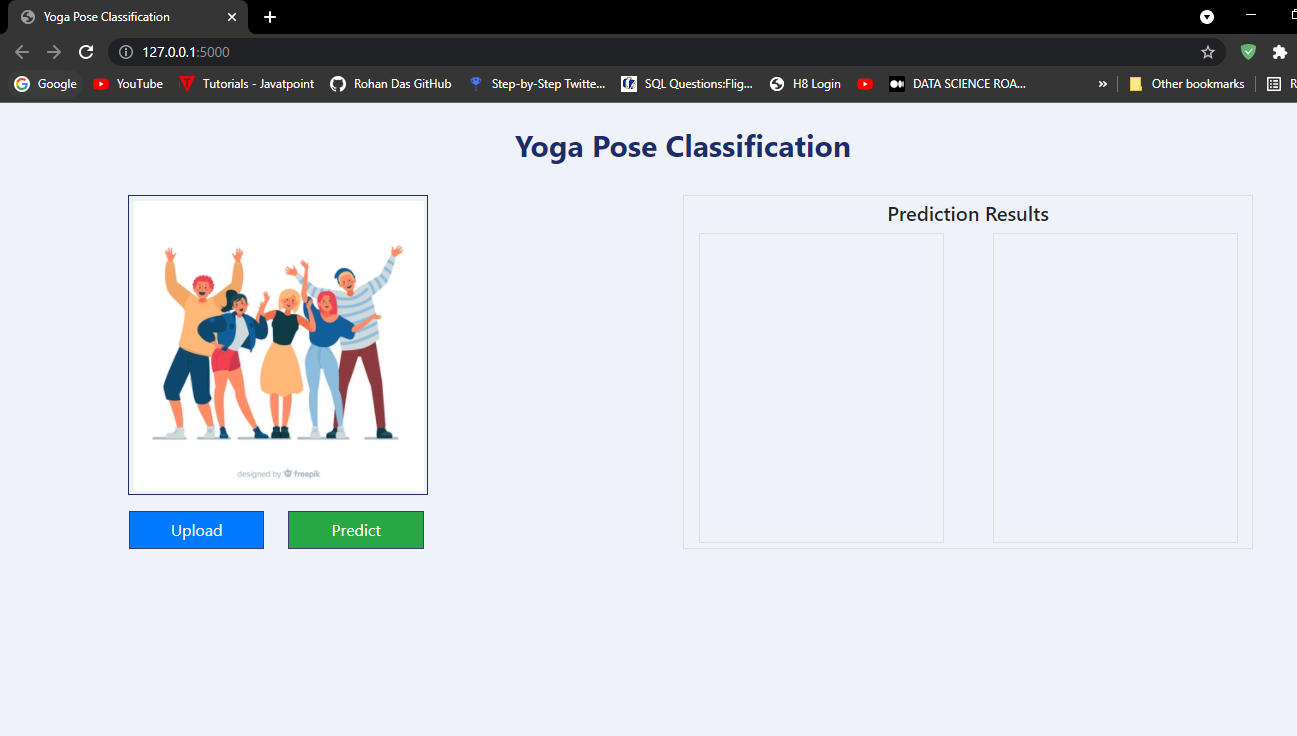 Yoga Pose Classification
127.0.0.1:5000
Google YouTube Tutorials - Javatpoint Rohan Das GitHub Step-by-Step Twitte... SQL Questions:Flig... H8 Login DATA SCIENCE ROA... » Other bookmarks R
Yoga Pose Classification
Prediction Results
designed by freepik
Upload Predict